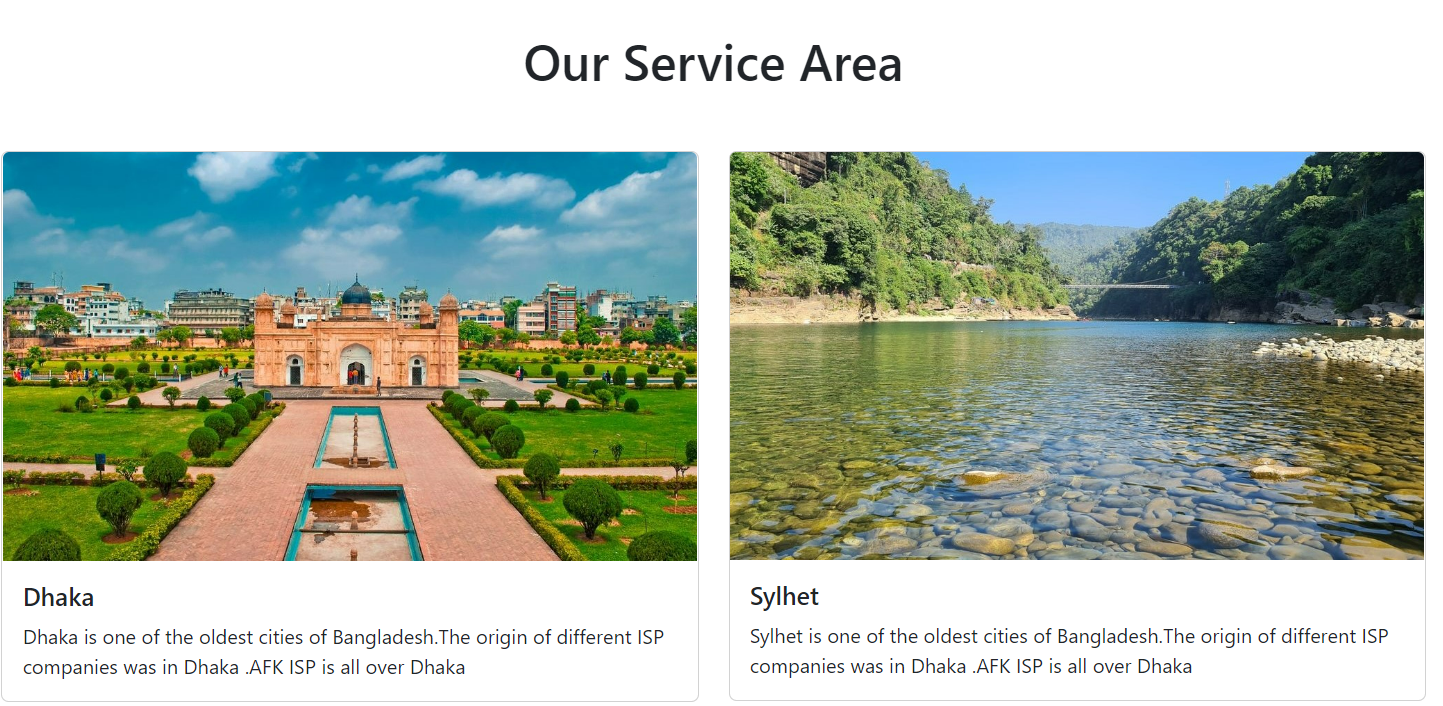 Our Service Area
Dhaka
Dhaka is one of the oldest cities of Bangladesh.The origin of different ISP
companies was in Dhaka .AFK ISP is all over Dhaka
Sylhet
Sylhet is one of the oldest cities of Bangladesh.The origin of different ISP
companies was in Dhaka .AFK ISP is all over Dhaka